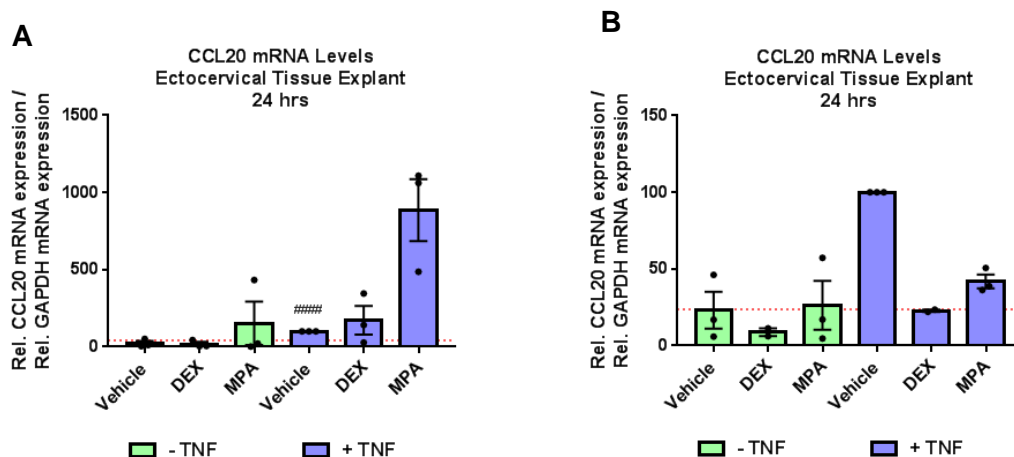 A
CCL20 mRNA Levels
Ectocervical Tissue Explant
24 hrs
Rel. CCL20 mRNA expression /
Rel. GAPDH mRNA expression
1500
1000
500
0
####
Vehicle
DEX
MPA
Vehicle
DEX
MPA
- TNF
+ TNF
B
CCL20 mRNA Levels
Ectocervical Tissue Explant
24 hrs
Rel. CCL20 mRNA expression /
Rel. GAPDH mRNA expression
150
100
50
0
Vehicle
DEX
MPA
Vehicle
DEX
MPA
- TNF
+ TNF